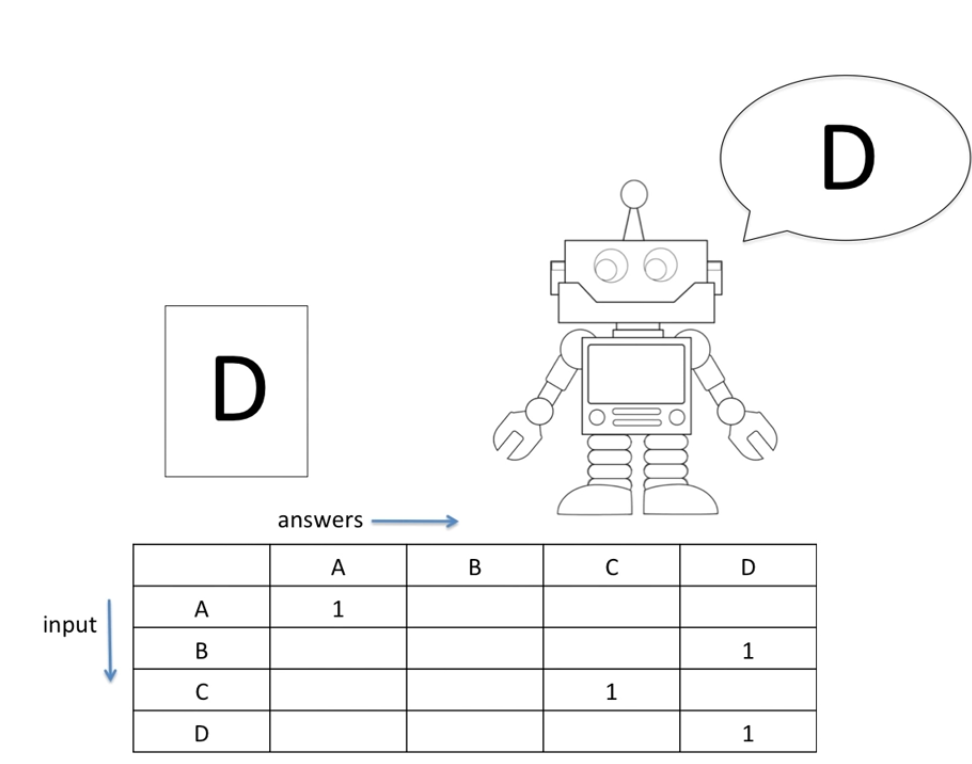 D
D
answers
input
A B C D
A 1
B 1
C 1
D 1